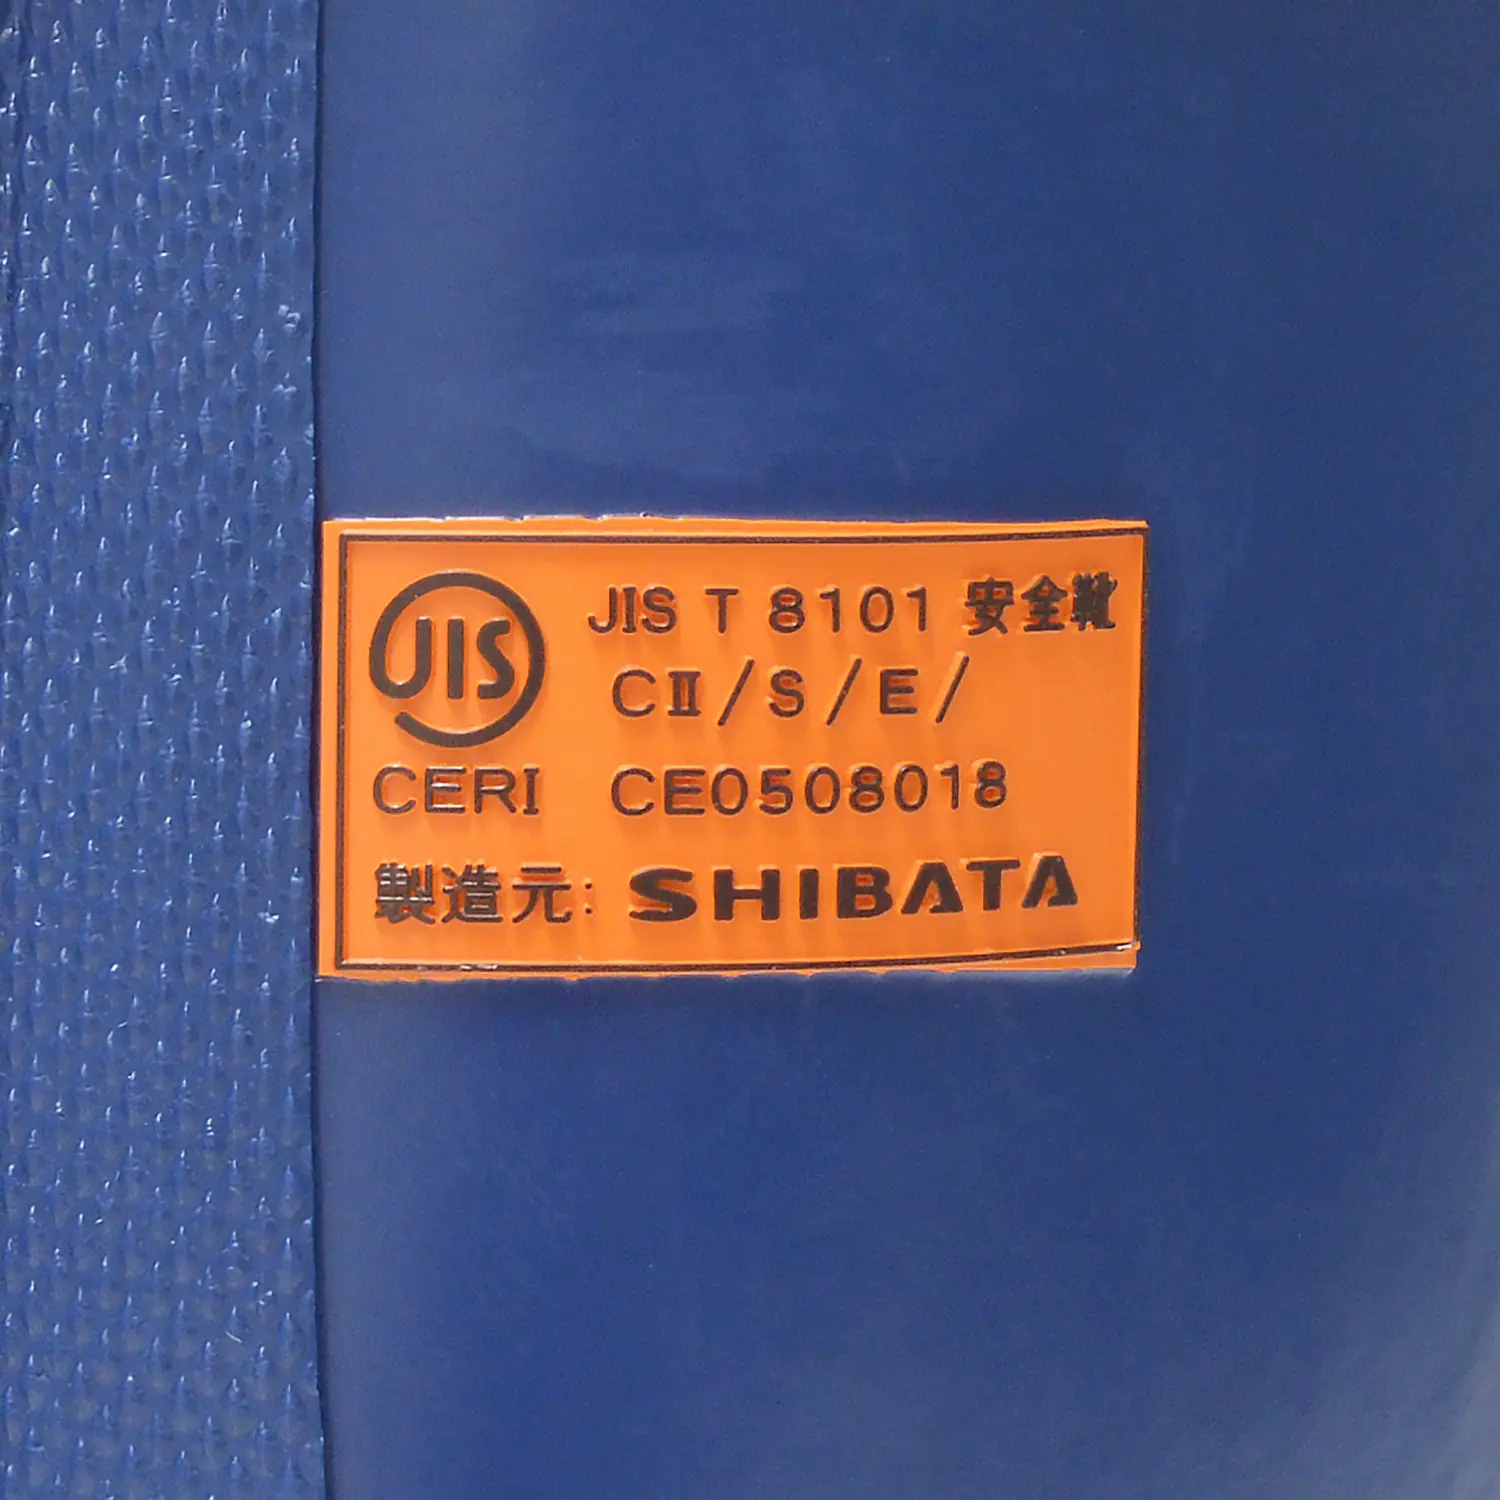 JIS
JIS T 8101 安全靴
CⅡ/S/E/
CERI CE0508018
製造元: SHIBATA